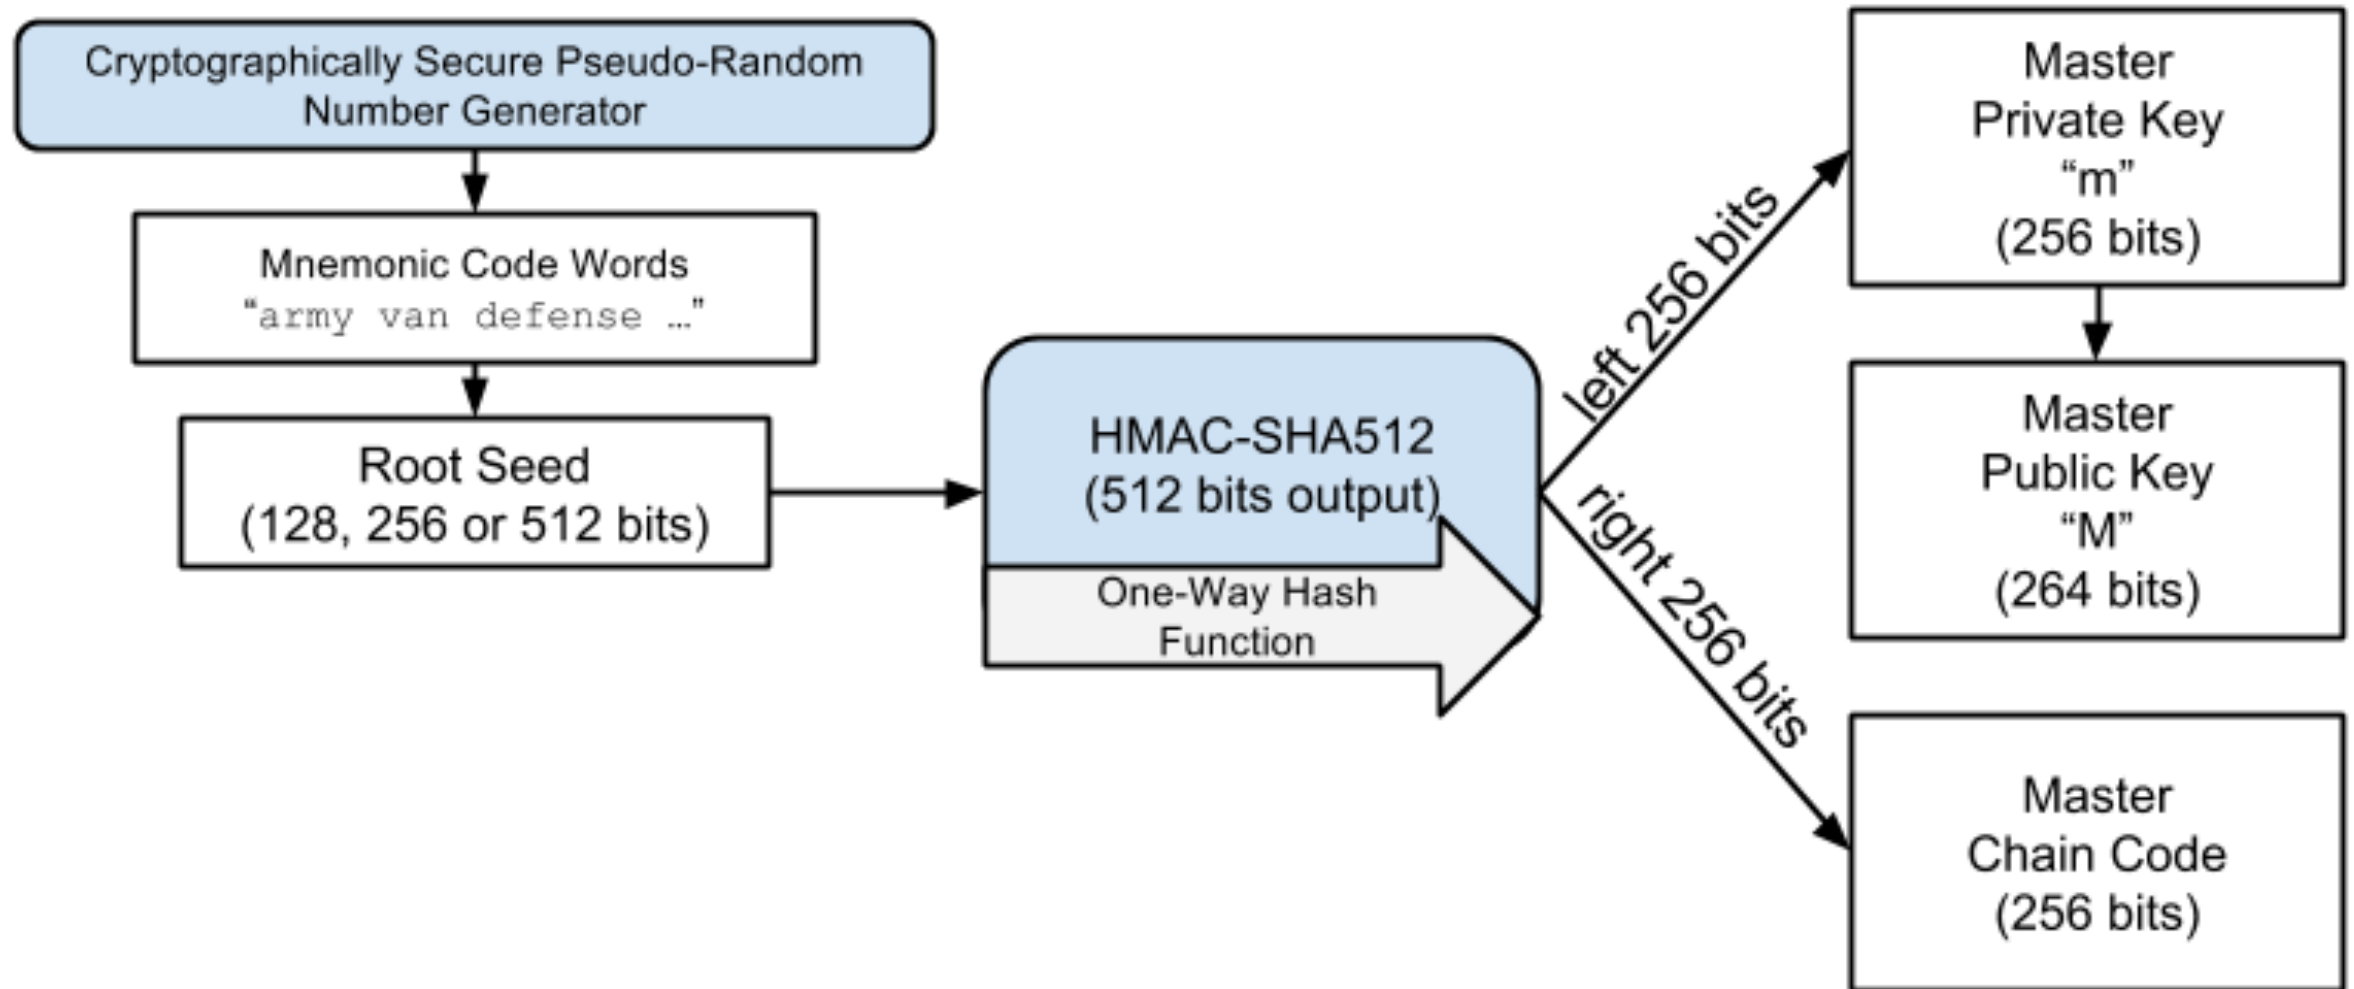 Cryptographically Secure Pseudo-Random
Number Generator
Mnemonic Code Words
“army van defense …”
Root Seed
(128, 256 or 512 bits)
HMAC-SHA512
(512 bits output)
One-Way Hash
Function
left 256 bits
right 256 bits
Master
Private Key
“m”
(256 bits)
Master
Public Key
“M”
(264 bits)
Master
Chain Code
(256 bits)